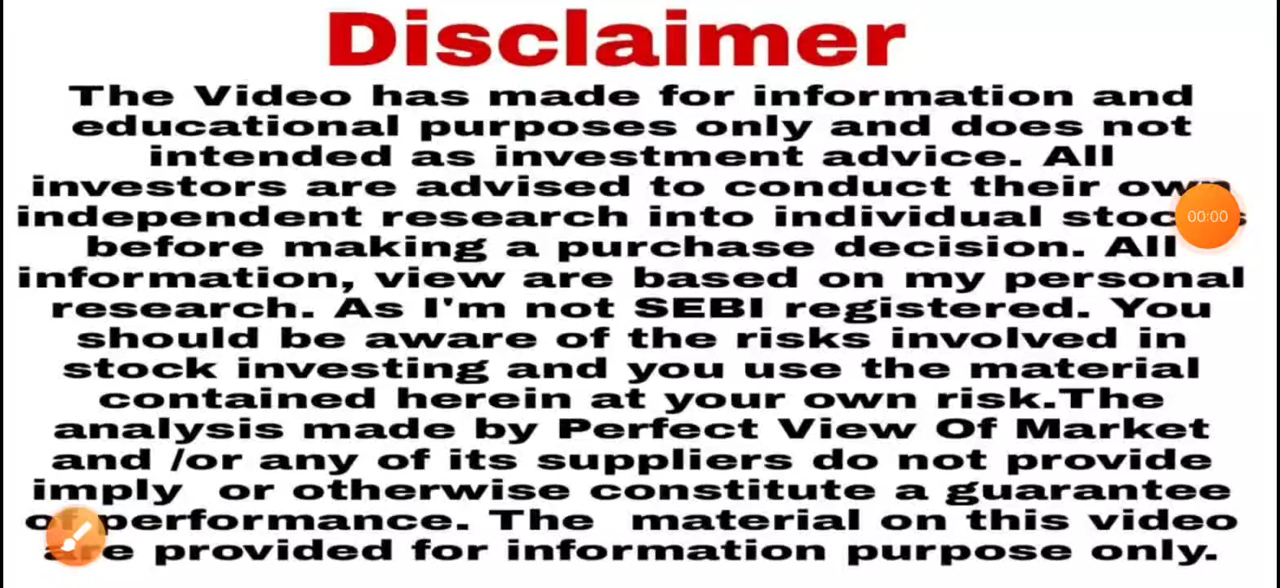 Disclaimer
The Video has made for information and
educational purposes only and does not
intended as investment advice. All
investors are advised to conduct their own
independent research into individual stocks
before making a purchase decision. All
information, view are based on my personal
research. As I'm not SEBI registered. You
should be aware of the risks involved in
stock investing and you use the material
contained herein at your own risk.The
analysis made by Perfect View Of Market
and /or any of its suppliers do not provide
imply or otherwise constitute a guarantee
of performance. The material on this video
are provided for information purpose only.
00:00